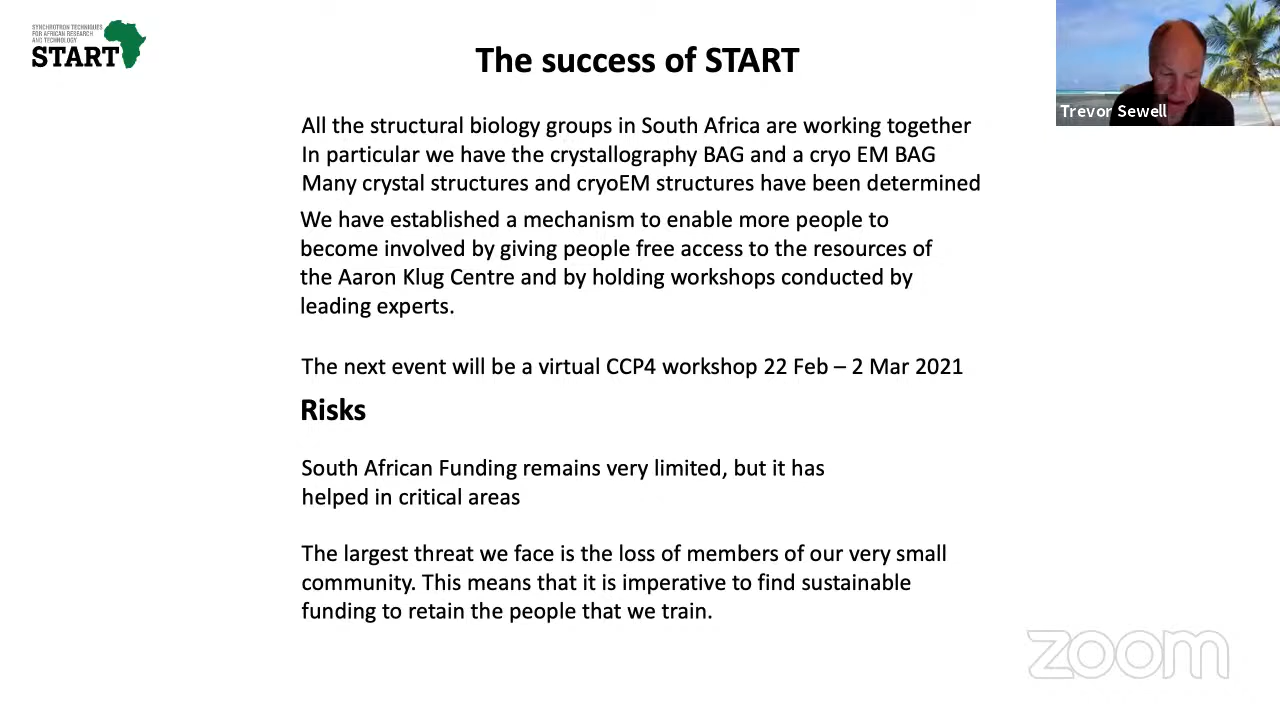 SYNCHROTRON TECHNIQUES
FOR AFRICAN RESEARCH
AND TECHNOLOGY
START
The success of START
Trevor Sewell
All the structural biology groups in South Africa are working together
In particular we have the crystallography BAG and a cryo EM BAG
Many crystal structures and cryoEM structures have been determined
We have established a mechanism to enable more people to
become involved by giving people free access to the resources of
the Aaron Klug Centre and by holding workshops conducted by
leading experts.
The next event will be a virtual CCP4 workshop 22 Feb – 2 Mar 2021
Risks
South African Funding remains very limited, but it has
helped in critical areas
The largest threat we face is the loss of members of our very small
community. This means that it is imperative to find sustainable
funding to retain the people that we train.
zoom